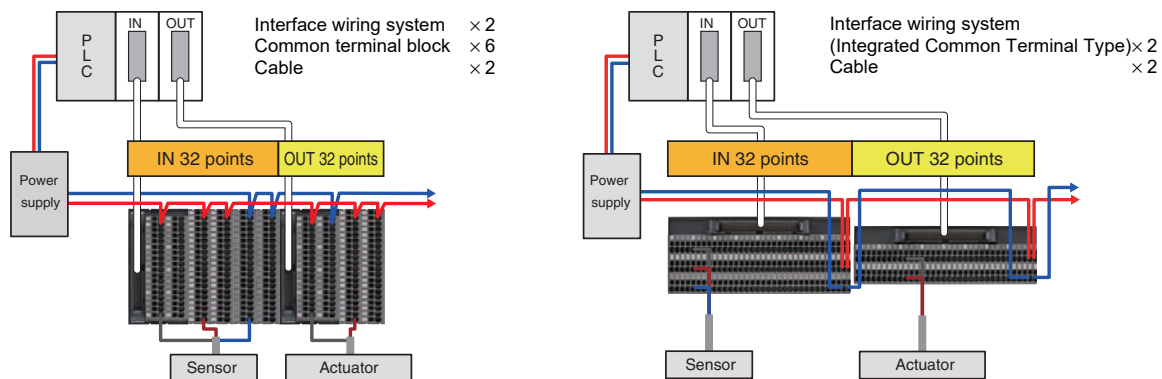 IN OUT
P
L
C
Interface wiring system ×2
Common terminal block ×6
Cable ×2
IN 32 points
OUT 32 points
Power
supply
Sensor
Actuator
IN OUT
P
L
C
Interface wiring system
(Integrated Common Terminal Type)×2
Cable ×2
IN 32 points
OUT 32 points
Power
supply
Sensor
Actuator